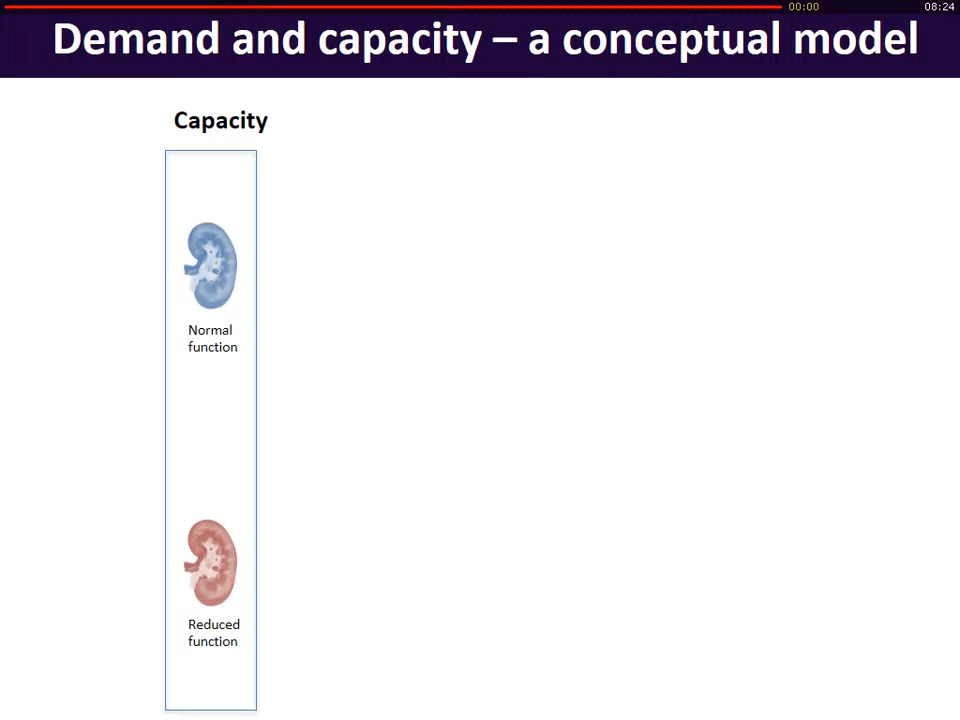 00:00
08:24
Demand and capacity – a conceptual model
Capacity
Normal
function
Reduced
function